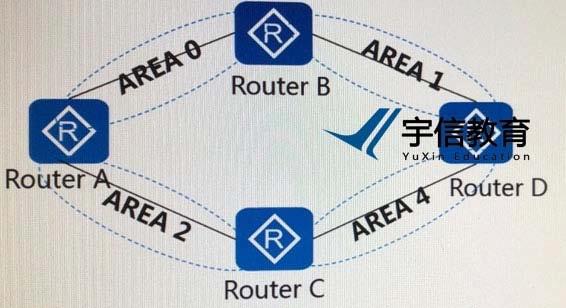 R
AREA 0
Router B
AREA 1
R
Router A
宇信教育
YuXin Education
R
Router D
AREA 2
R
AREA 4
Router C